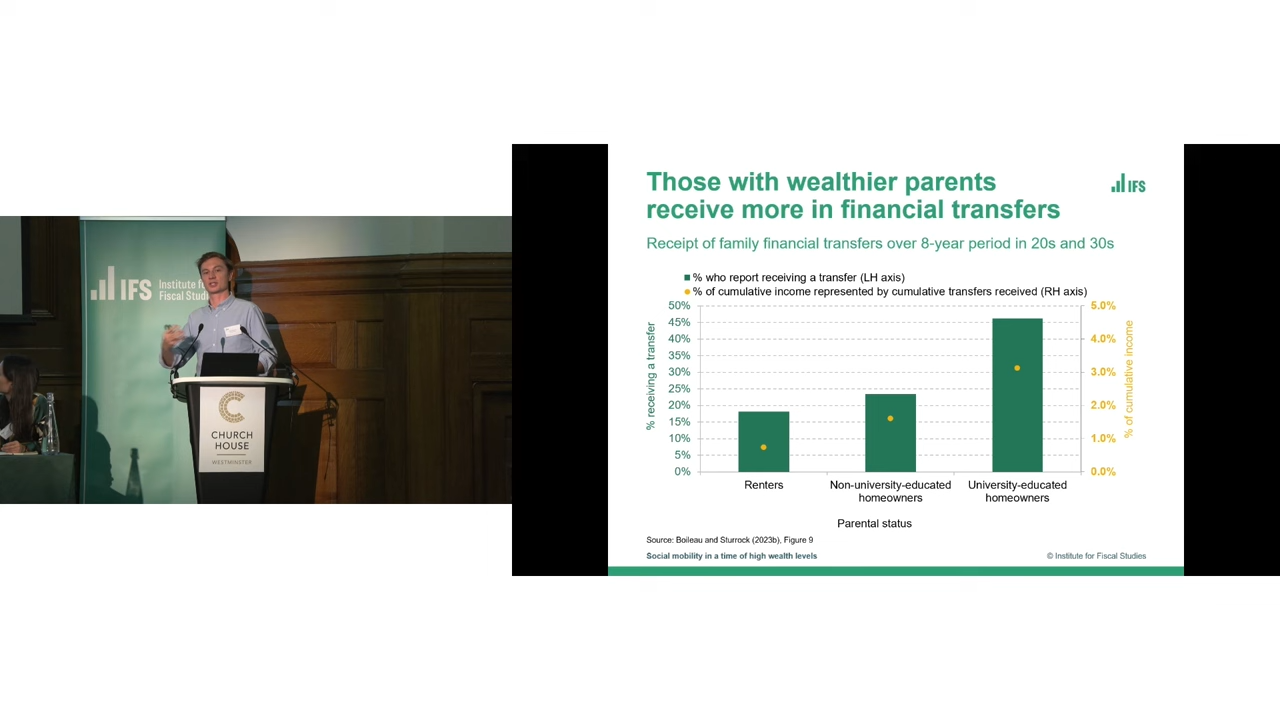 IFS
Institute f
Fiscal Studi
CHURCH
HOUSE
WESTMINSTER
Those with wealthier parents
receive more in financial transfers
IFS
Receipt of family financial transfers over 8-year period in 20s and 30s
% who report receiving a transfer (LH axis)
% of cumulative income represented by cumulative transfers received (RH axis)
% receiving a transfer
50%
45%
40%
35%
30%
25%
20%
15%
10%
5%
0%
5.0%
4.0%
3.0%
2.0%
1.0%
0.0%
% of cumulative income
Renters
Non-university-educated
homeowners
University-educated
homeowners
Parental status
Source: Boileau and Sturrock (2023b), Figure 9
Social mobility in a time of high wealth levels
© Institute for Fiscal Studies